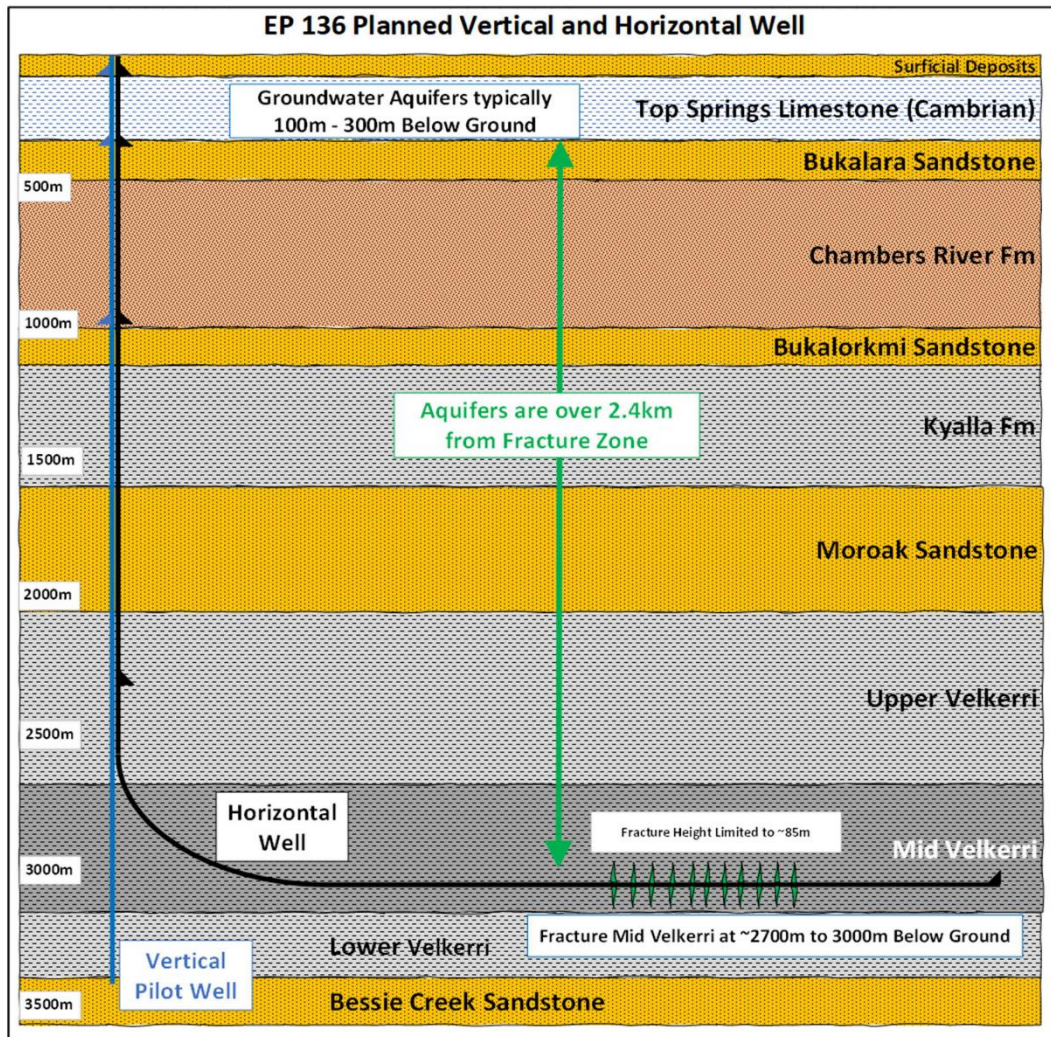 EP 136 Planned Vertical and Horizontal Well
Surficial Deposits
Groundwater Aquifers typically
100m - 300m Below Ground
Top Springs Limestone (Cambrian)
Bukalara Sandstone
500m
Chambers River Fm
1000m
Bukalorkmi Sandstone
Aquifers are over 2.4km
from Fracture Zone
Kyalla Fm
1500m
Moroak Sandstone
2000m
Upper Velkerri
2500m
Horizontal
Well
Fracture Height Limited to ~85m
Mid Velkerri
3000m
Fracture Mid Velkerri at ~2700m to 3000m Below Ground
Lower Velkerri
Vertical
Pilot Well
Bessie Creek Sandstone
3500m